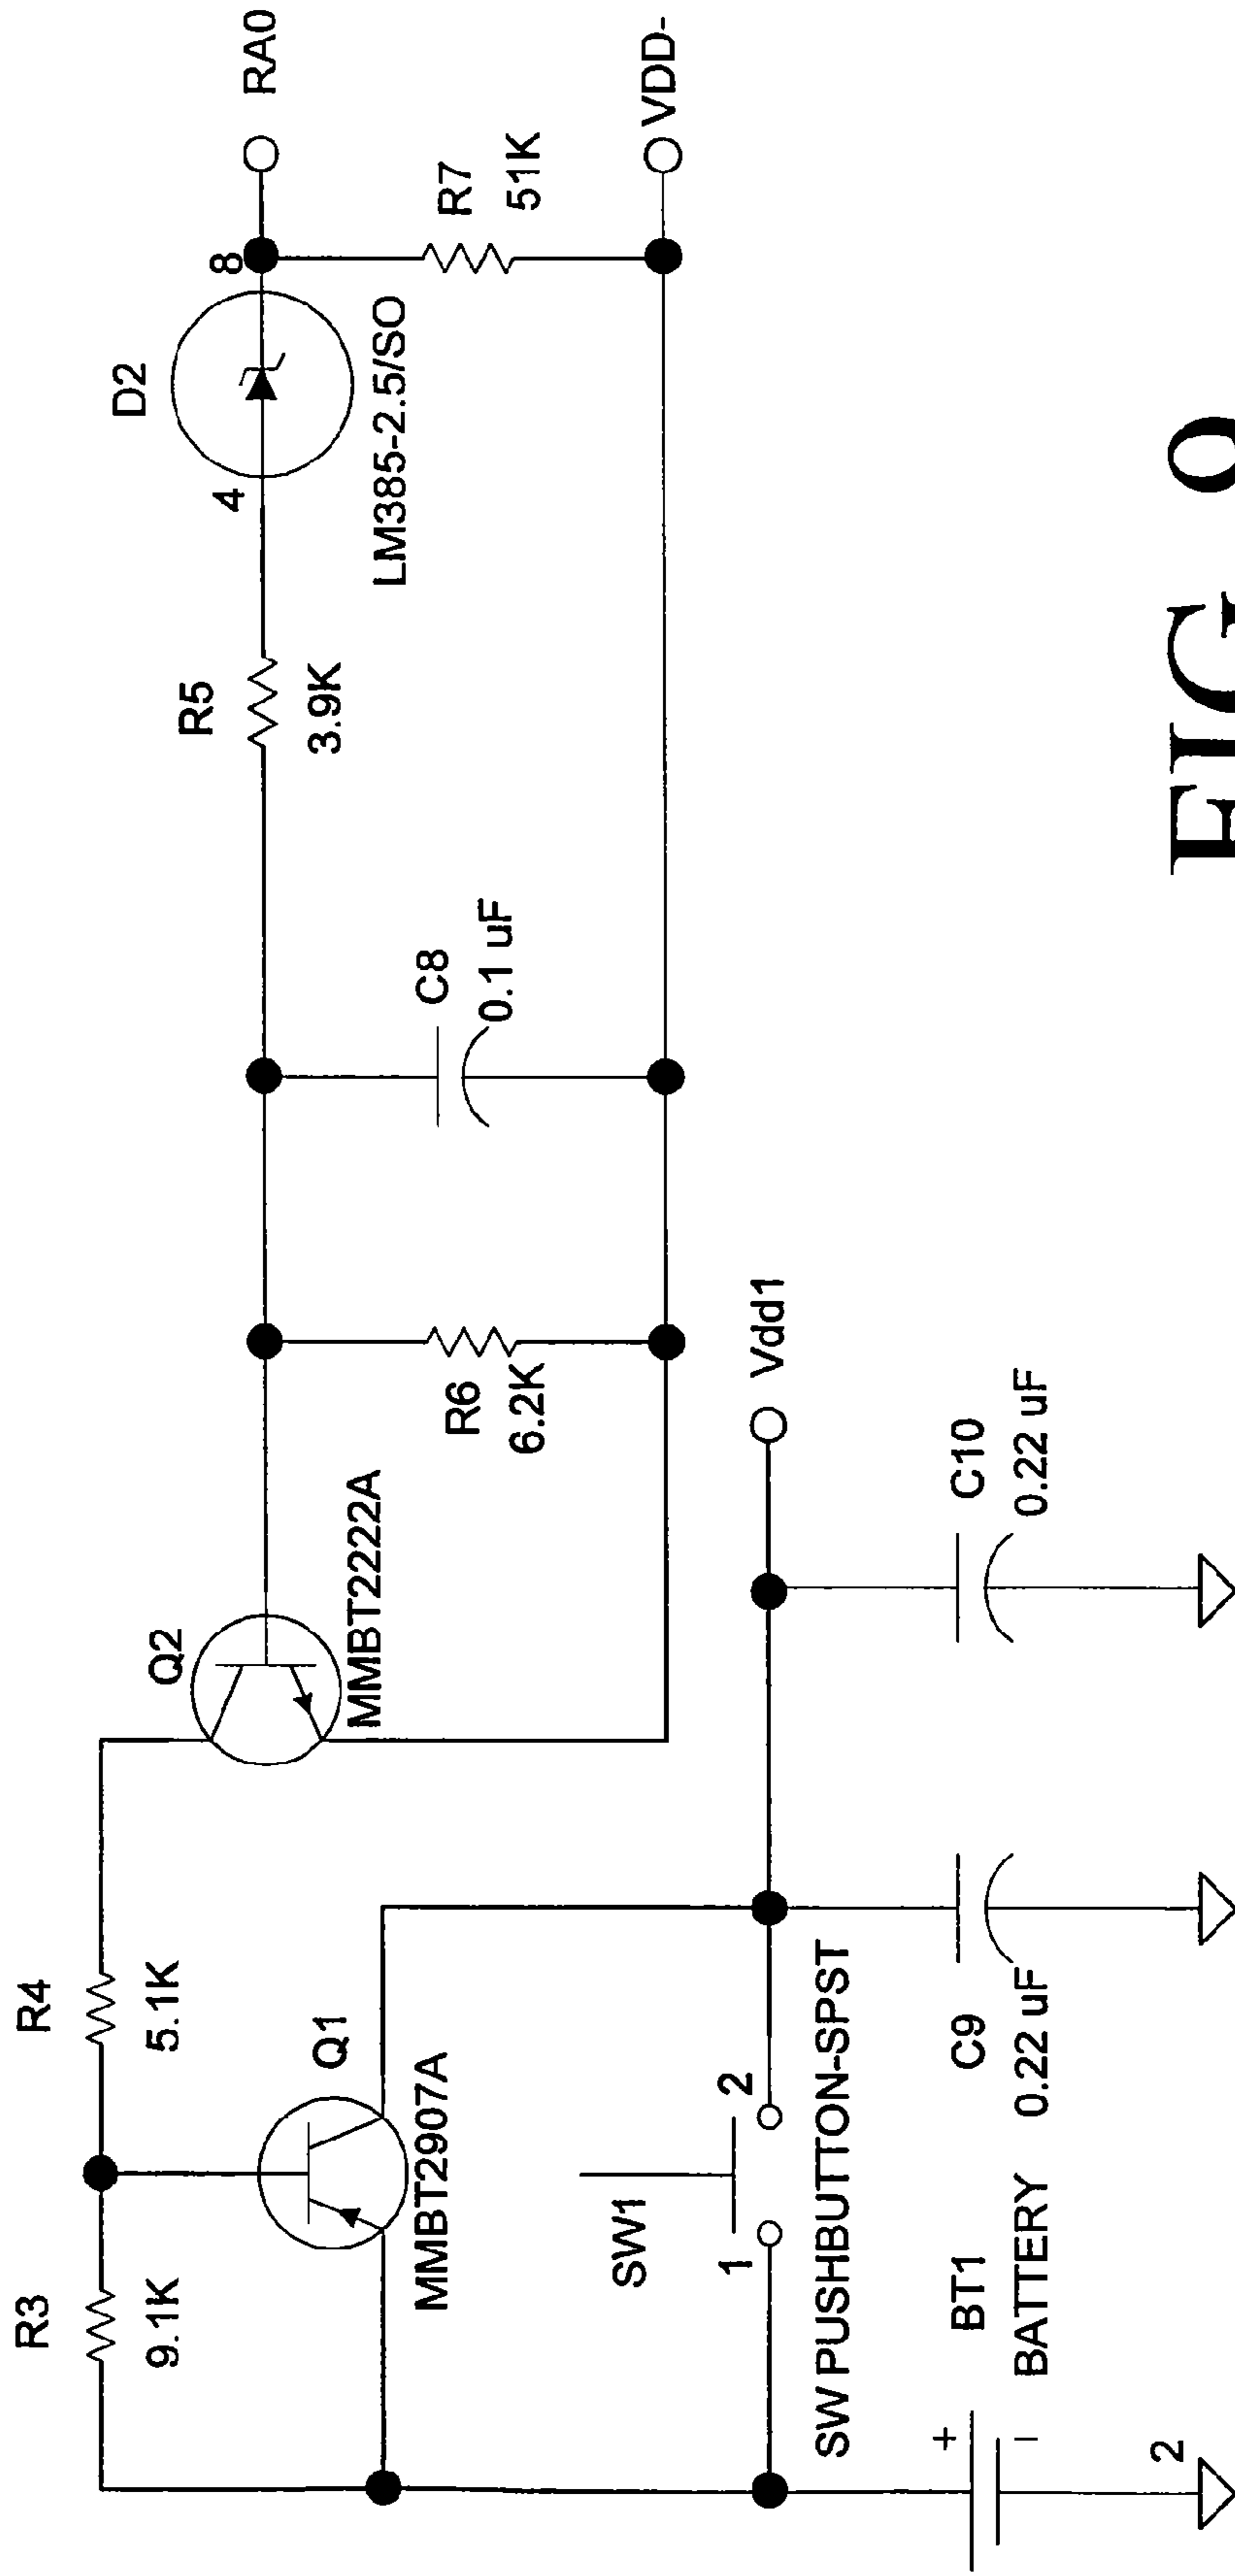 R3
9.1K
R4
5.1K
Q2
MMBT2222A
R5
3.9K
D2
4
8
LM385-2.5/SO
RA0
Q1
MMBT2907A
R6
6.2K
C8
0.1 uF
R7
51K
VDD-
SW1
1
2
SW PUSHBUTTON-SPST
Vdd1
+
BT1
BATTERY
−
2
C9
0.22 uF
C10
0.22 uF
FIG